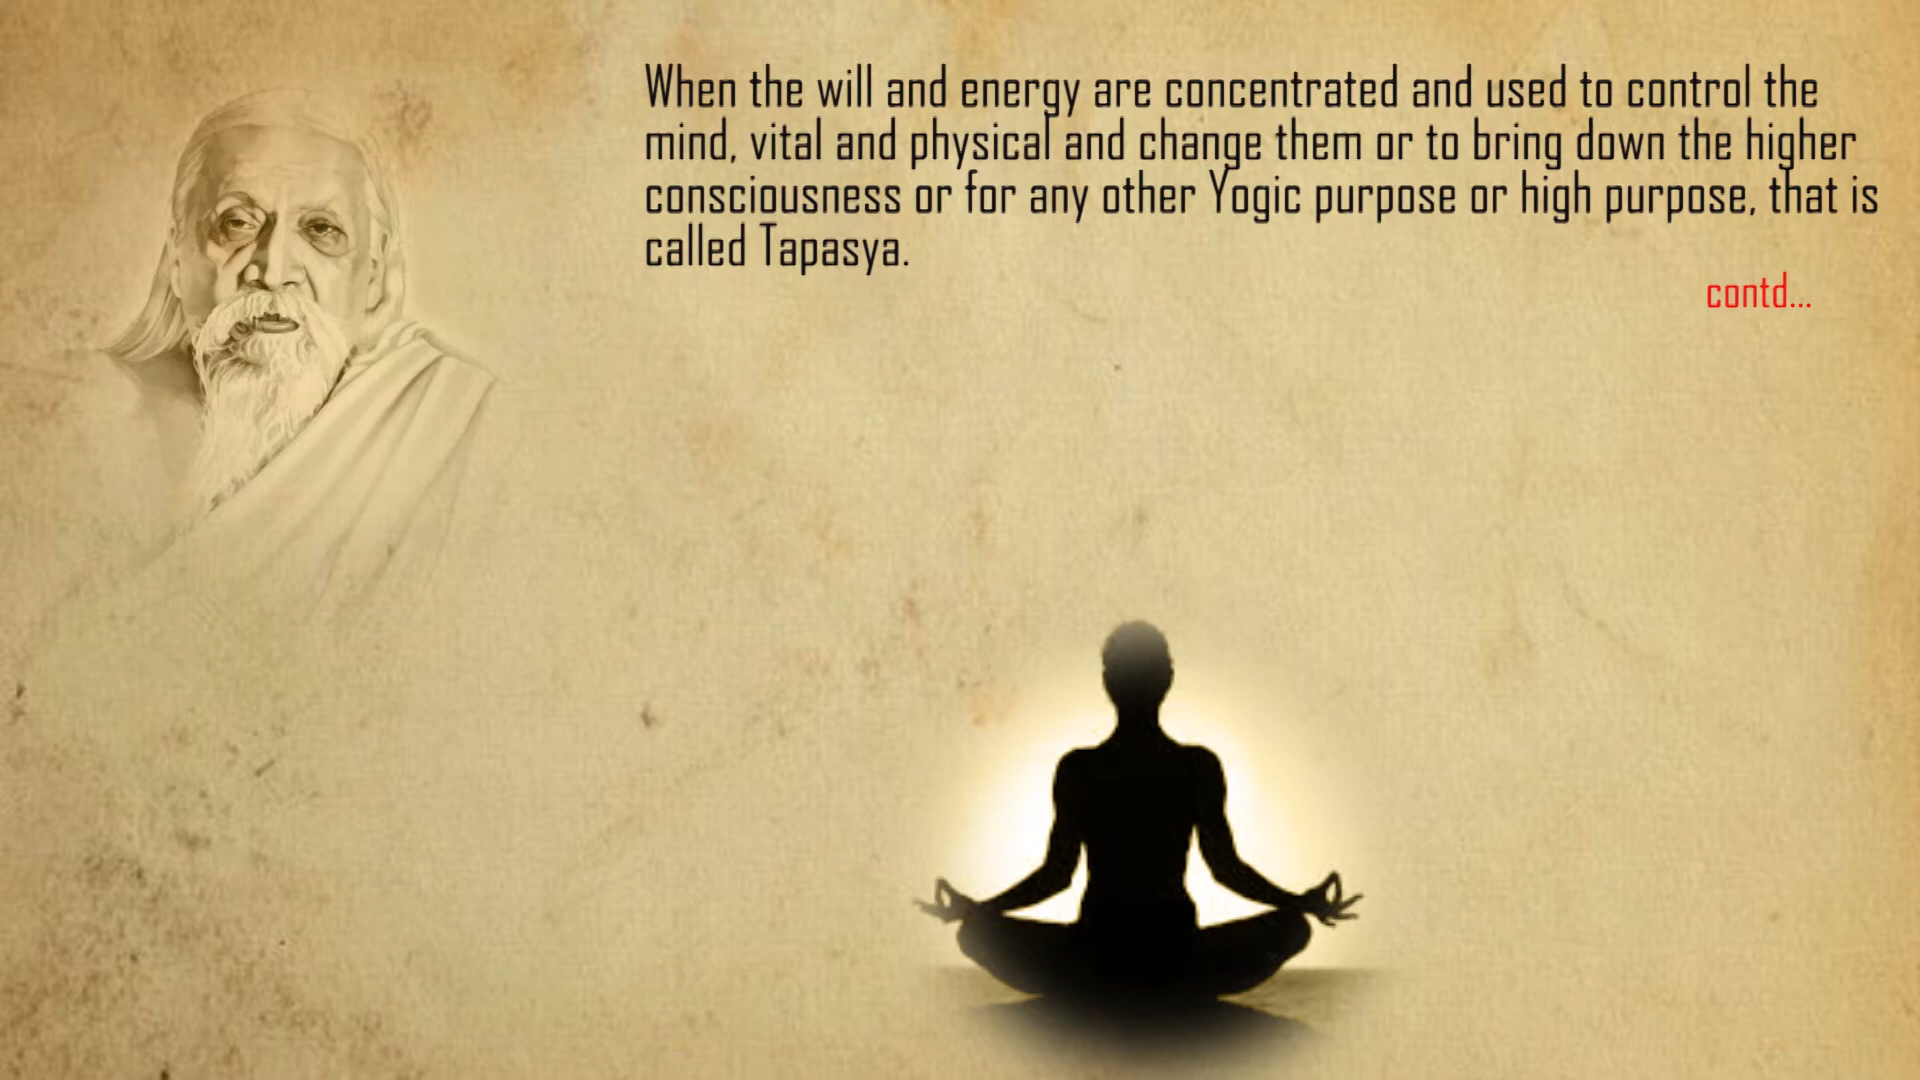 When the will and energy are concentrated and used to control the
mind, vital and physical and change them or to bring down the higher
consciousness or for any other Yogic purpose or high purpose, that is
called Tapasya.
contd...